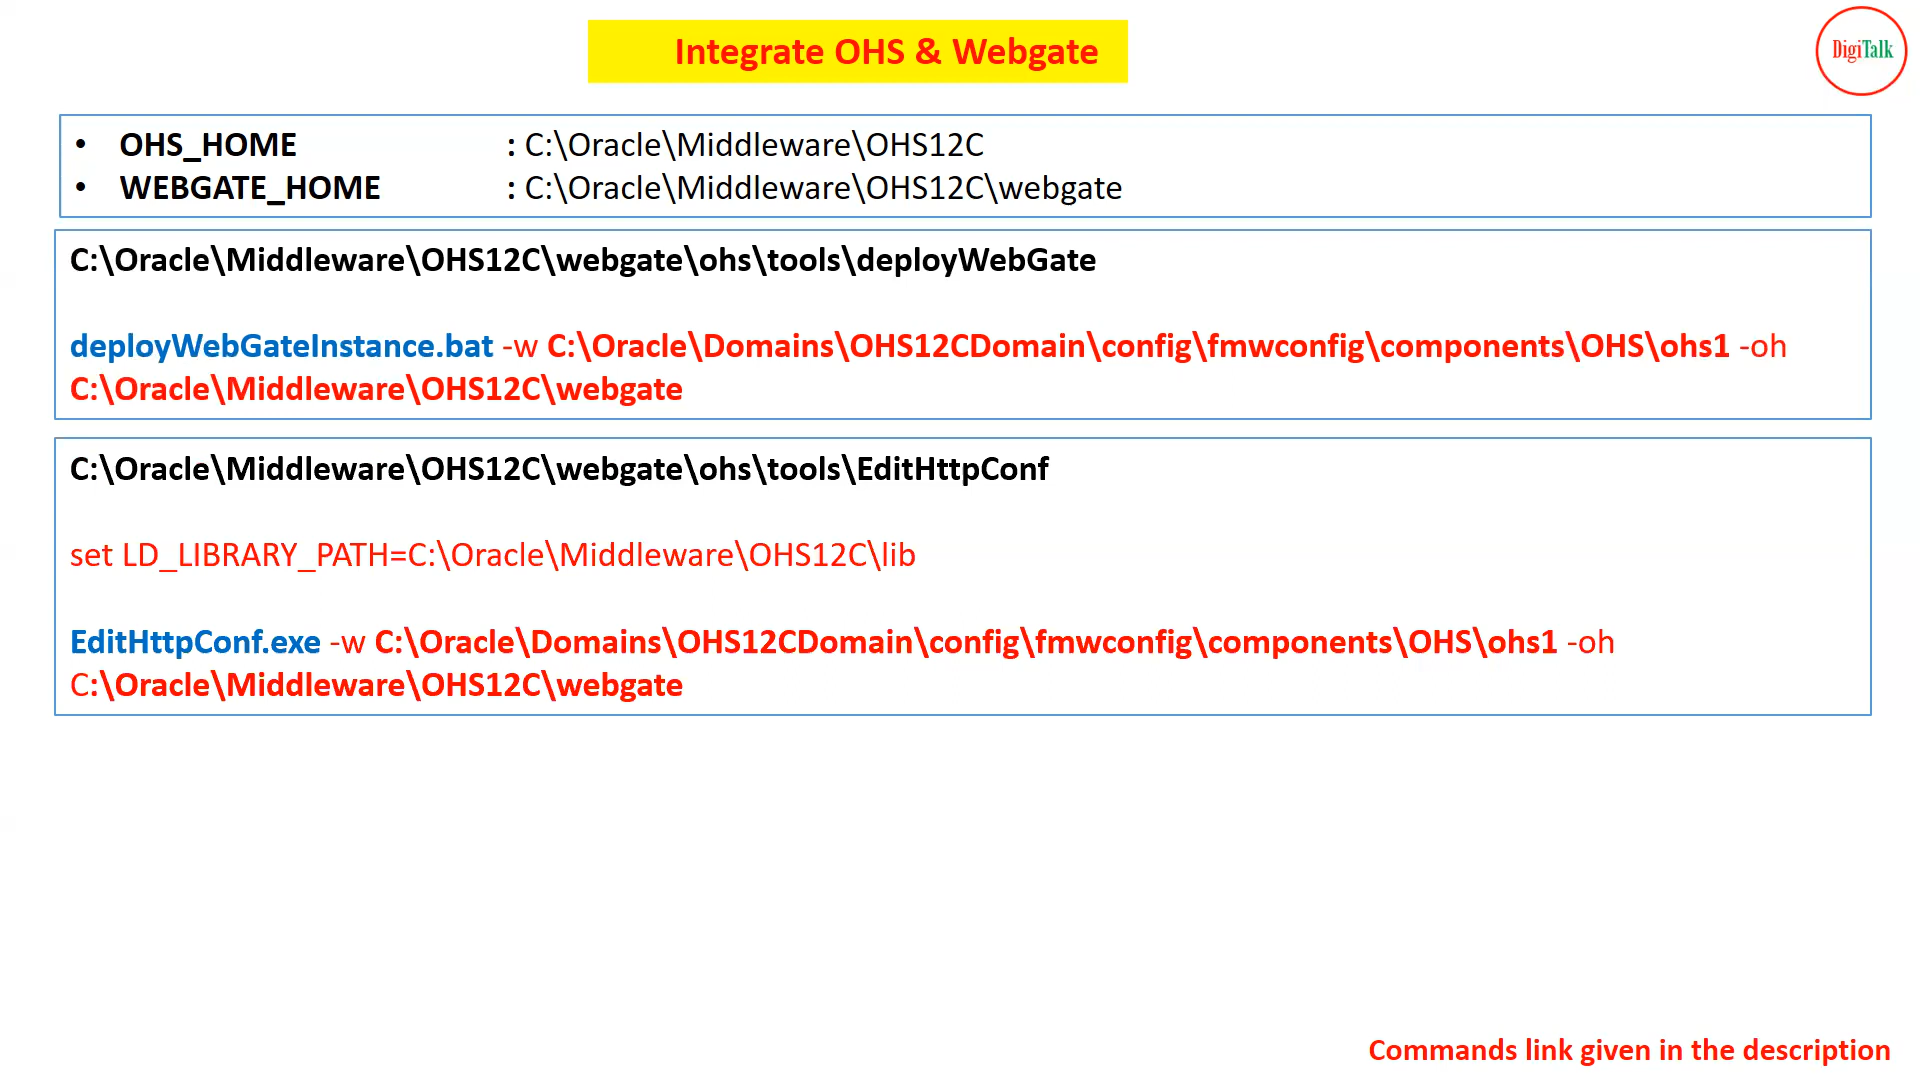 Integrate OHS & Webgate
DigiTalk
• OHS_HOME : C:\Oracle\Middleware\OHS12C
• WEBGATE_HOME : C:\Oracle\Middleware\OHS12C\webgate
C:\Oracle\Middleware\OHS12C\webgate\ohs\tools\deployWebGate
deployWebGateInstance.bat -w C:\Oracle\Domains\OHS12CDomain\config\fmwconfig\components\OHS\ohs1 -oh
C:\Oracle\Middleware\OHS12C\webgate
C:\Oracle\Middleware\OHS12C\webgate\ohs\tools\EditHttpConf
set LD_LIBRARY_PATH=C:\Oracle\Middleware\OHS12C\lib
EditHttpConf.exe -w C:\Oracle\Domains\OHS12CDomain\config\fmwconfig\components\OHS\ohs1 -oh
C:\Oracle\Middleware\OHS12C\webgate
Commands link given in the description